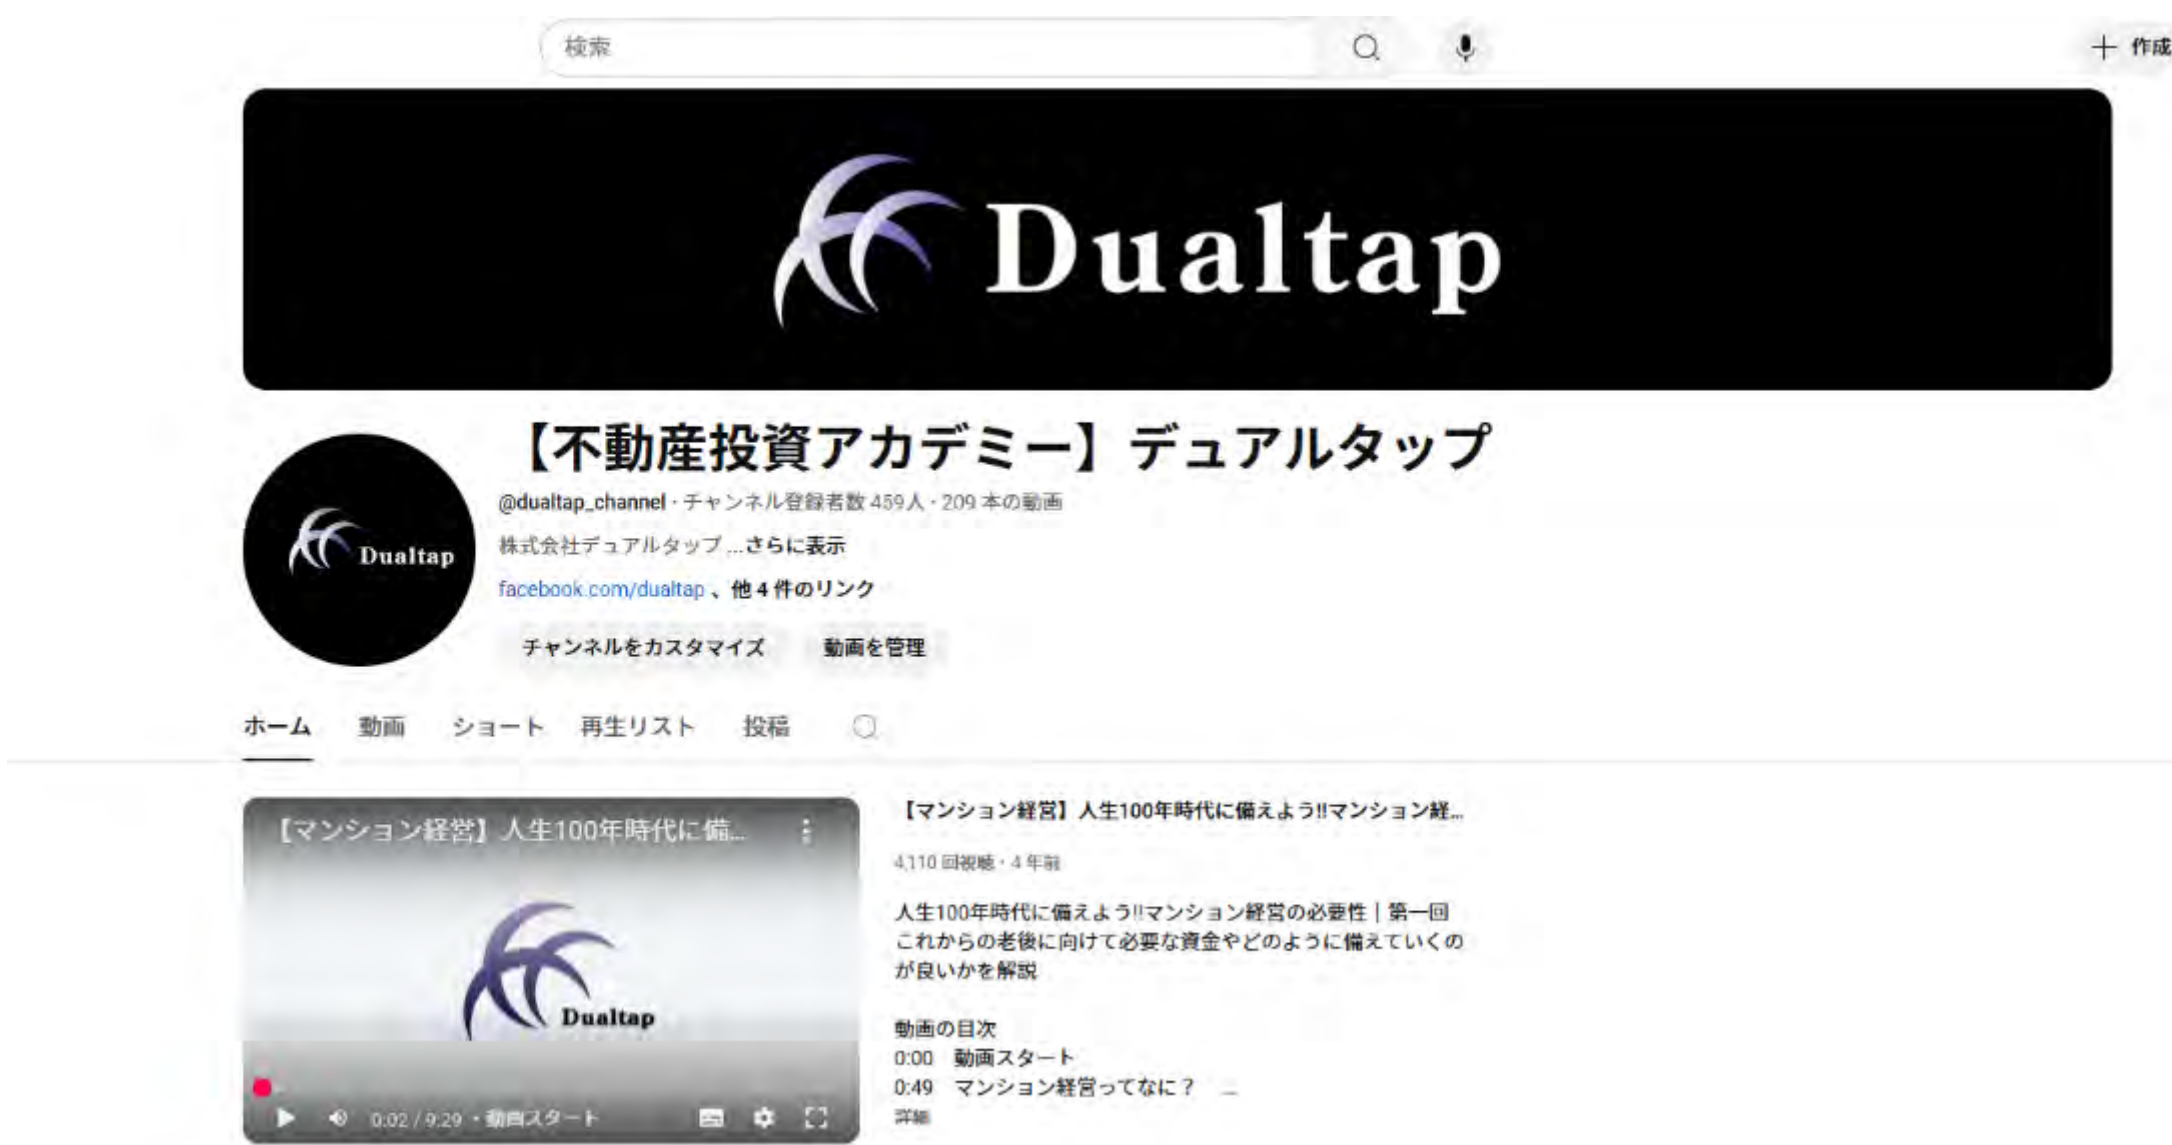 検索
作成
Dualtap
【不動産投資アカデミー】デュアルタップ
@dualtap_channel・チャンネル登録者数 459人・209 本の動画
株式会社デュアルタップ ...さらに表示
facebook.com/dualtap 、他 4 件のリンク
チャンネルをカスタマイズ 動画を管理
Dualtap
ホーム 動画 ショート 再生リスト 投稿
【マンション経営】人生100年時代に備...
Dualtap
0:02 / 9:29 ・動画スタート
【マンション経営】人生100年時代に備えよう!!マンション経...
4,110 回視聴・4 年前
人生100年時代に備えよう!!マンション経営の必要性｜第一回
これからの老後に向けて必要な資金やどのように備えていくの
が良いかを解説
動画の目次
0:00 動画スタート
0:49 マンション経営ってなに？ ...
詳細